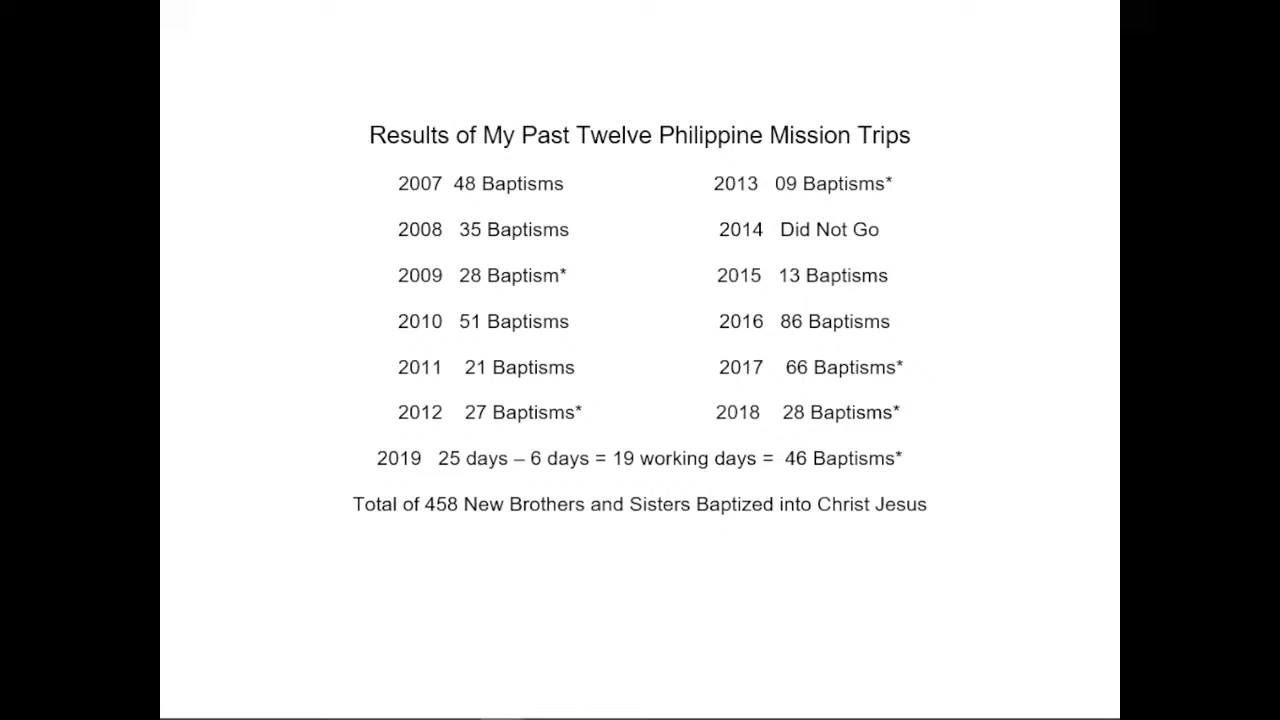 Results of My Past Twelve Philippine Mission Trips
2007 48 Baptisms 2013 09 Baptisms*
2008 35 Baptisms 2014 Did Not Go
2009 28 Baptism* 2015 13 Baptisms
2010 51 Baptisms 2016 86 Baptisms
2011 21 Baptisms 2017 66 Baptisms*
2012 27 Baptisms* 2018 28 Baptisms*
2019 25 days – 6 days = 19 working days = 46 Baptisms*
Total of 458 New Brothers and Sisters Baptized into Christ Jesus